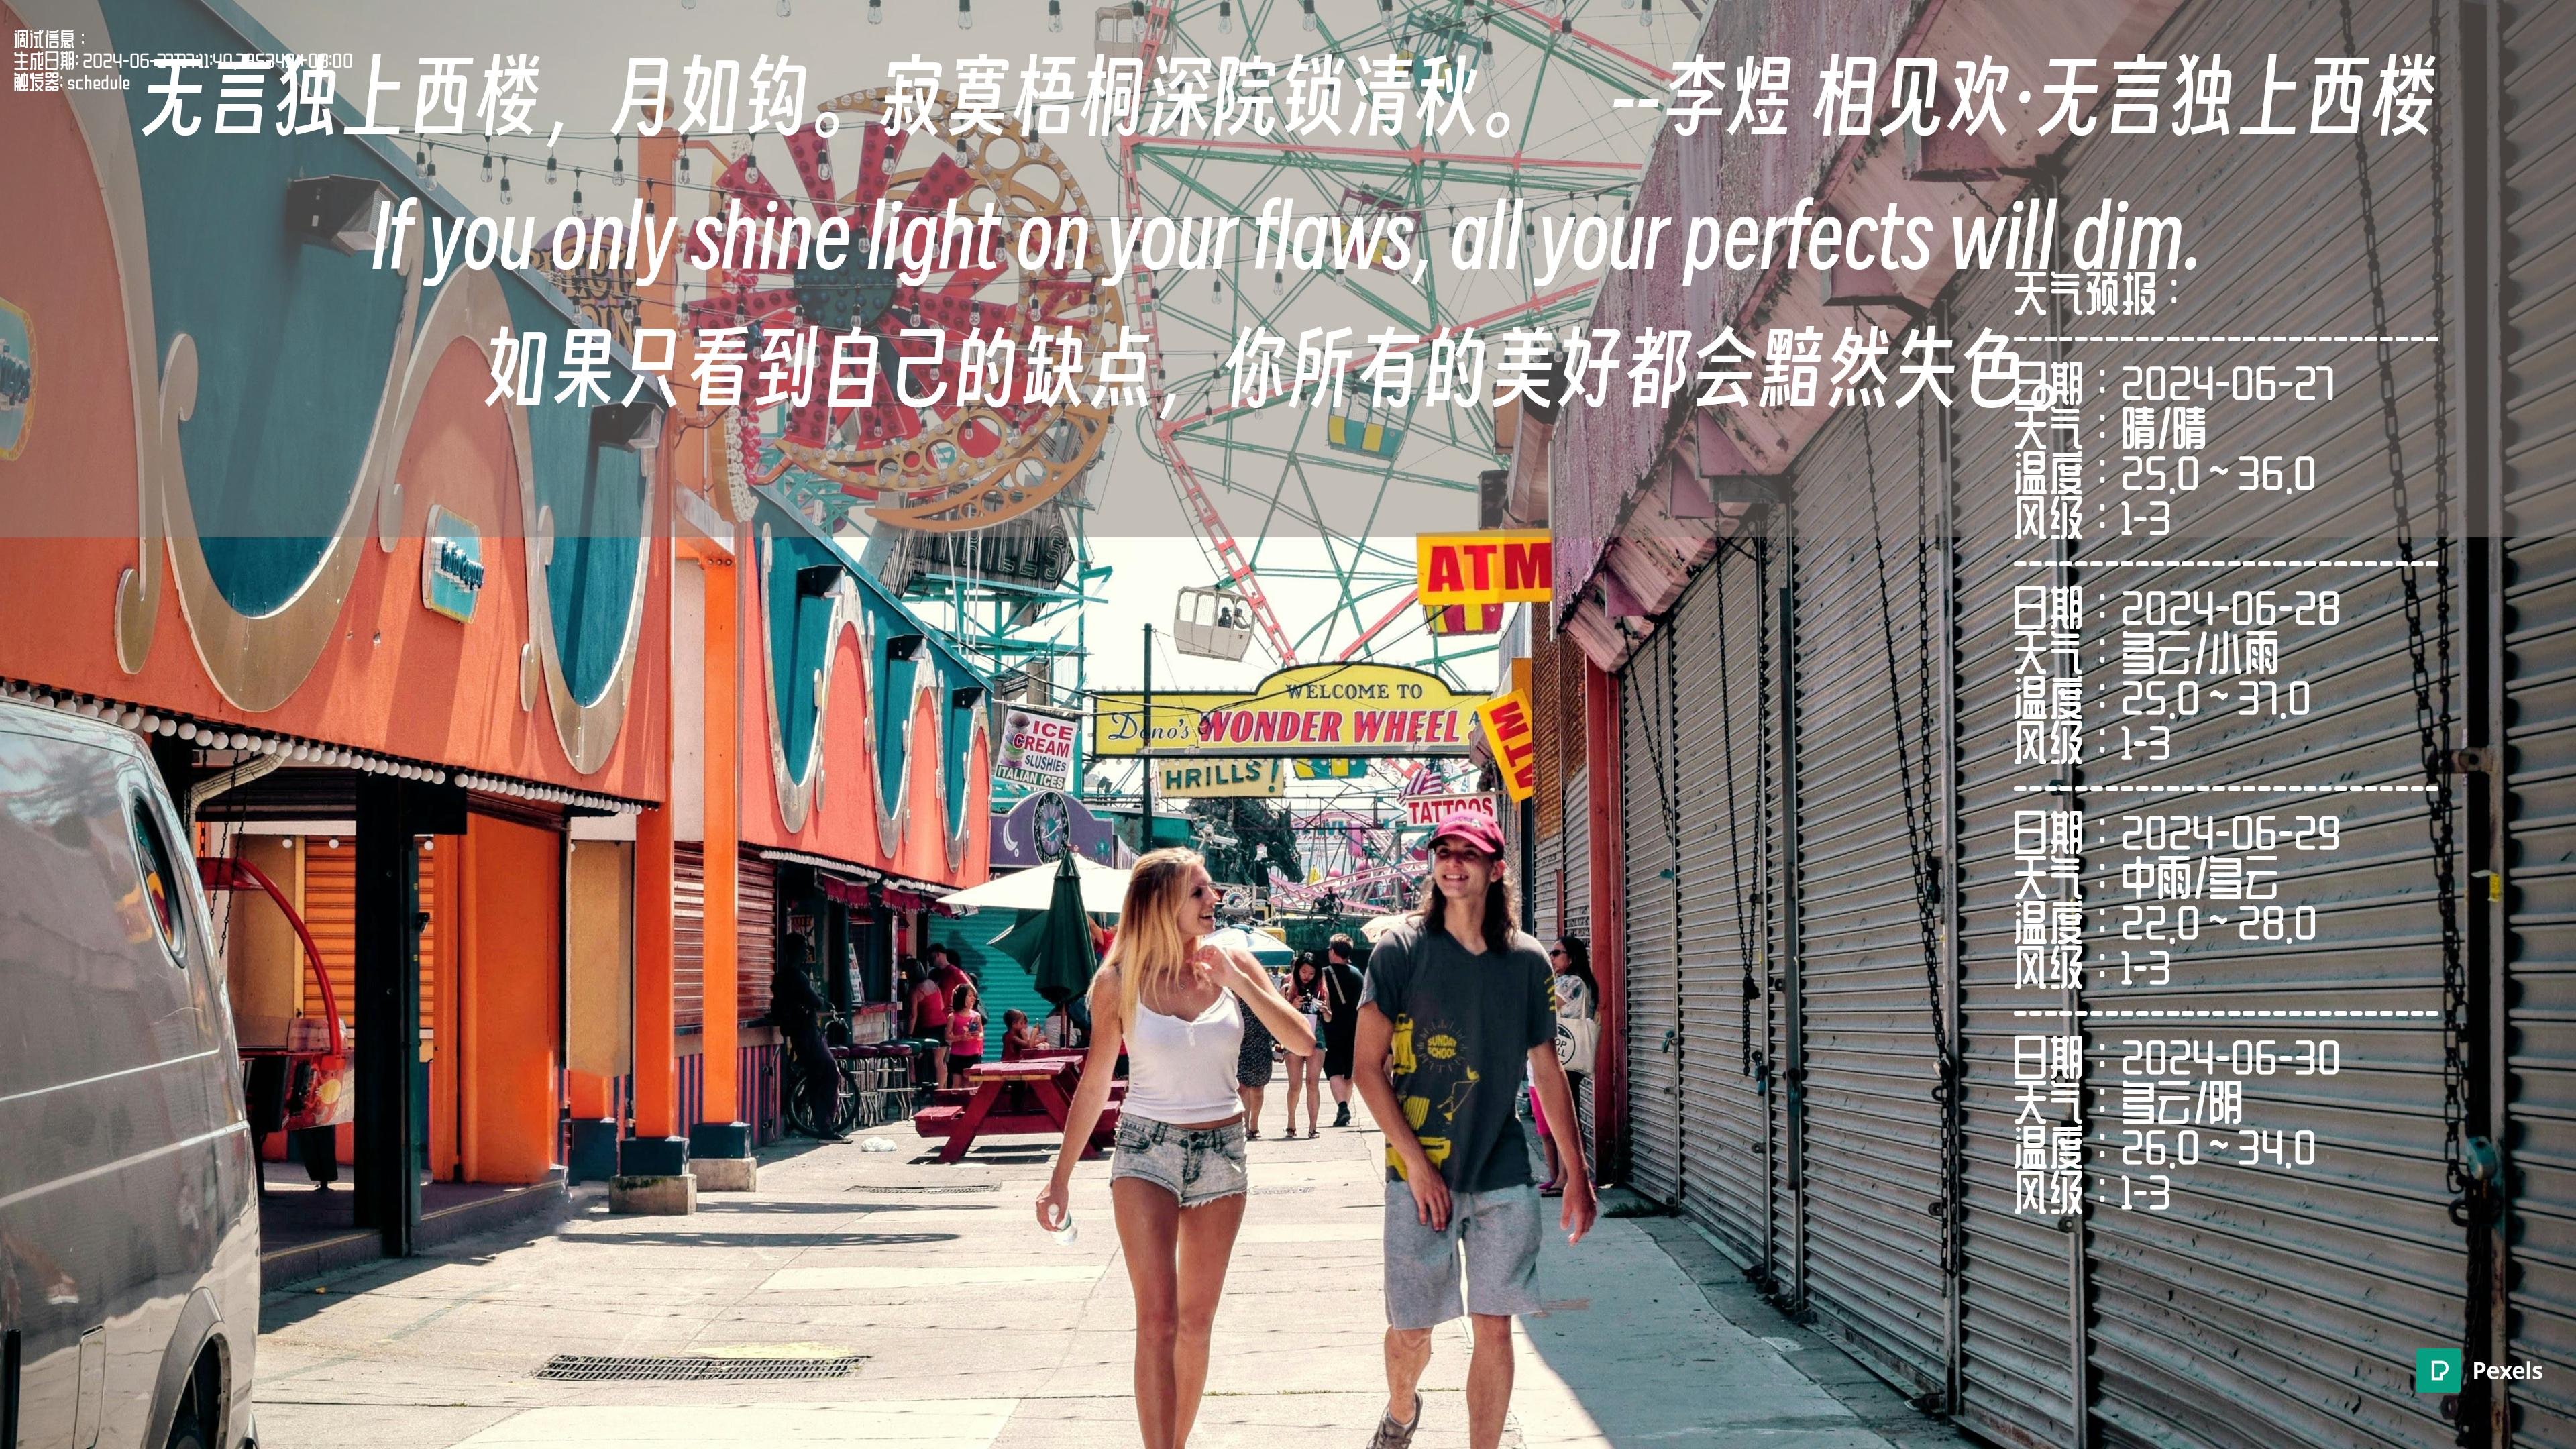 调试信息：
触发器: schedule
无言独上西楼，月如钩。寂寞梧桐深院锁清秋。 --李煜 相见欢·无言独上西楼
If you only shine light on your flaws, all your perfects will dim.
如果只看到自己的缺点，你所有的美好都会黯然失色。
天气预报：
日期：2024-06-27
天气：晴/晴
温度：25.0 ~ 36.0
风级：1-3
日期：2024-06-28
天气：多云/小雨
温度：25.0 ~ 37.0
风级：1-3
日期：2024-06-29
天气：中雨/多云
温度：22.0 ~ 28.0
风级：1-3
日期：2024-06-30
天气：多云/阴
温度：26.0 ~ 34.0
风级：1-3
THRILLS
ATM
WELCOME TO
Deno's WONDER WHEEL A
ICE
CREAM
SLUSHIES
ITALIAN ICES
HRILLS!
ATM
TATTOOS
SUNDAY
SCHOOL
Pexels